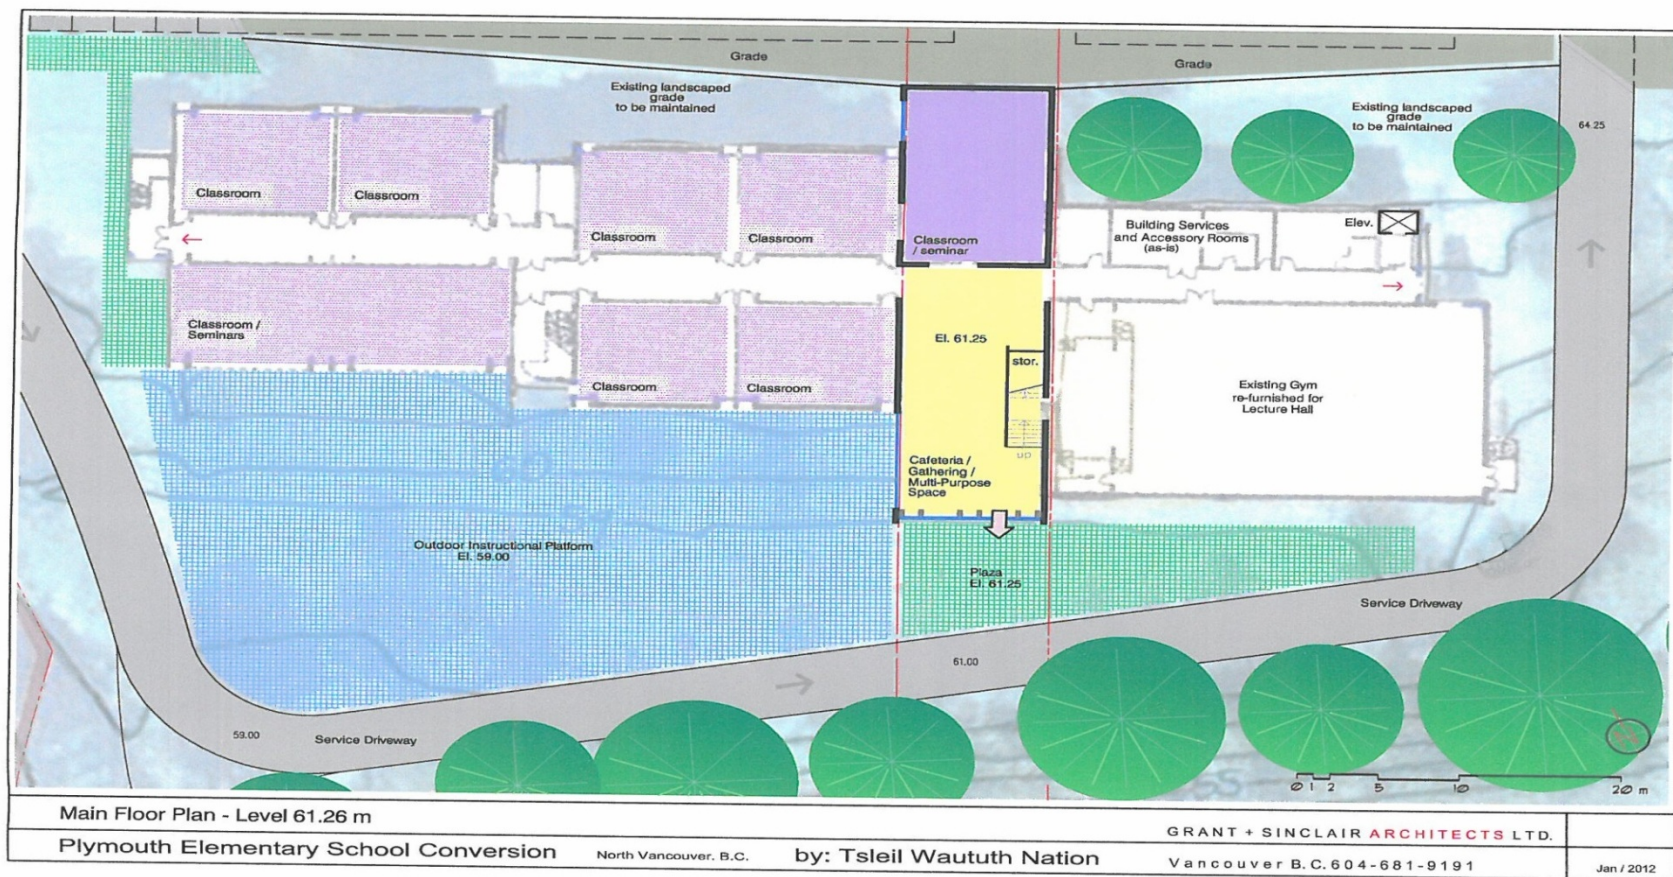 Grade
Grade
Existing landscaped
grade
to be maintained
Existing landscaped
grade
to be maintained
64.25
Classroom
Classroom
Classroom
Classroom
Classroom
/ seminar
Building Services
and Accessory Rooms
(as-is)
Elev.
Classroom /
Seminars
El. 61.25
stor.
up
Classroom
Classroom
Existing Gym
re-furnished for
Lecture Hall
Cafeteria /
Gathering /
Multi-Purpose
Space
Outdoor Instructional Platform
El. 59.00
Plaza
El. 61.25
Service Driveway
61.00
59.00
Service Driveway
0 1 2 5 10 20 m
Main Floor Plan - Level 61.26 m
GRANT + SINCLAIR ARCHITECTS LTD.
Plymouth Elementary School Conversion North Vancouver. B.C. by: Tsleil Waututh Nation
Vancouver B.C. 604-681-9191
Jan / 2012